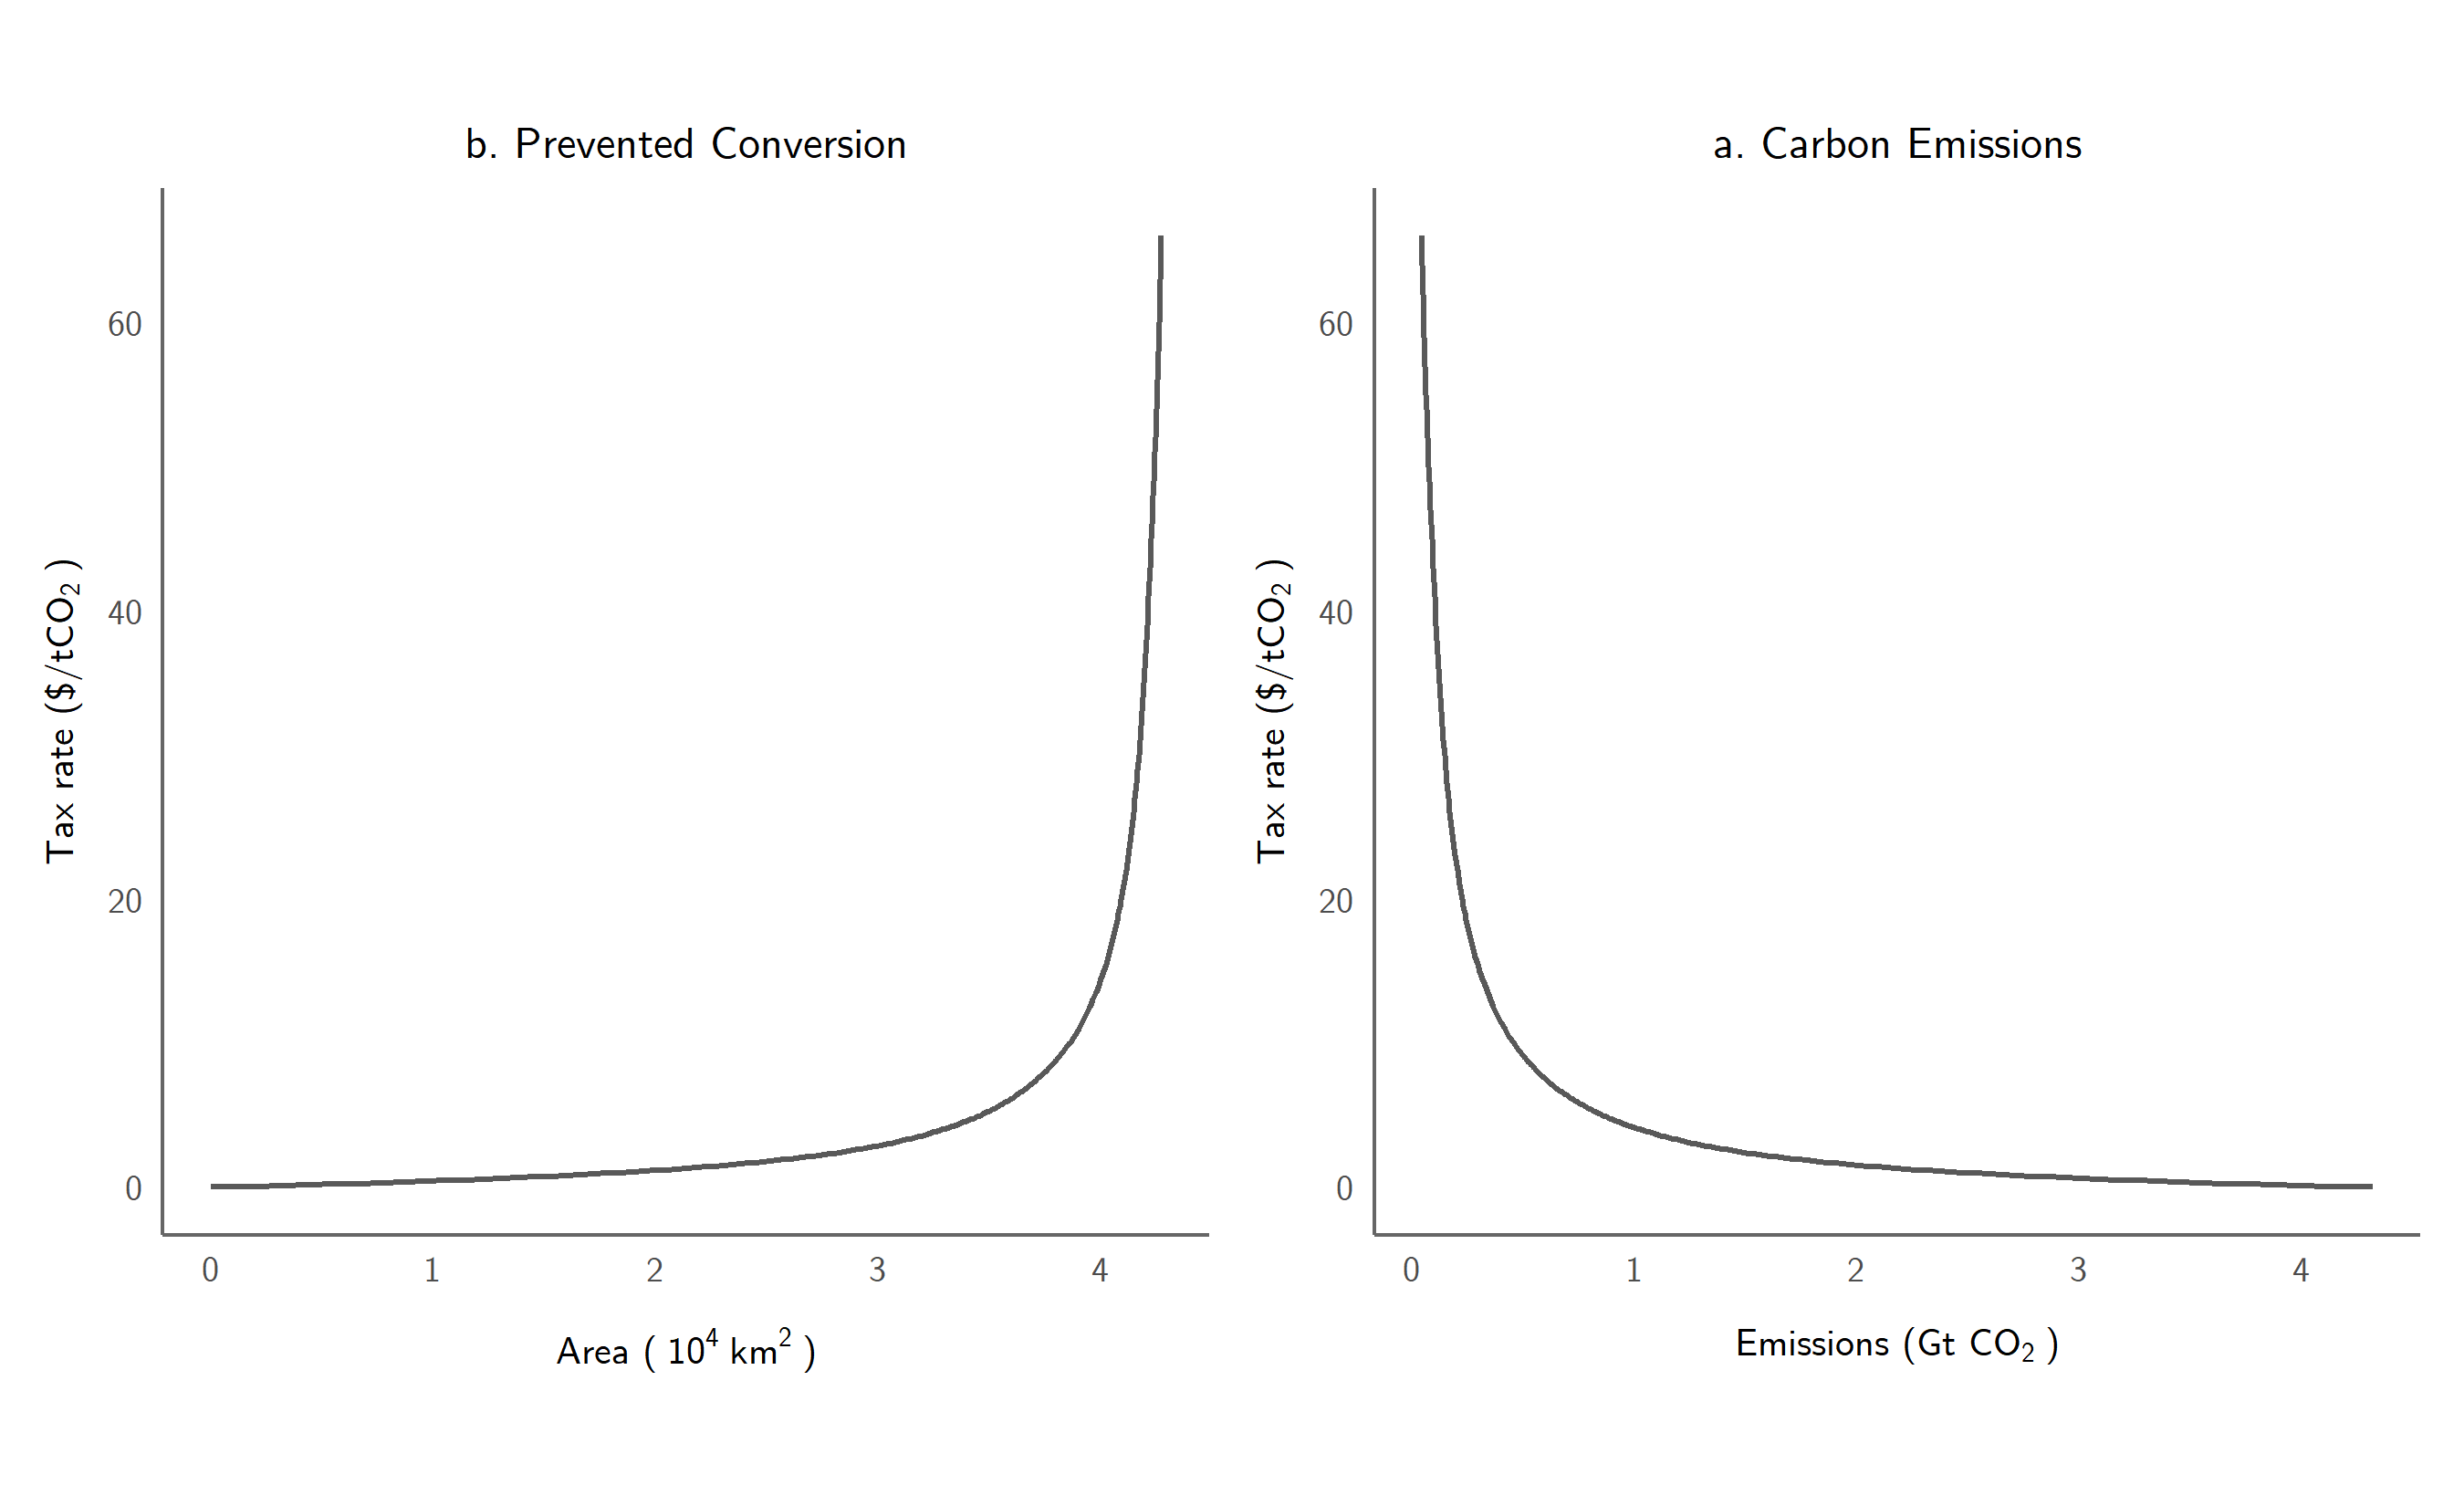 b. Prevented Conversion
60
40
20
0
Tax rate ($/tCO₂ )
0 1 2 3 4
Area ( 10⁴ km² )
a. Carbon Emissions
60
40
20
0
Tax rate ($/tCO₂ )
0 1 2 3 4
Emissions (Gt CO₂ )